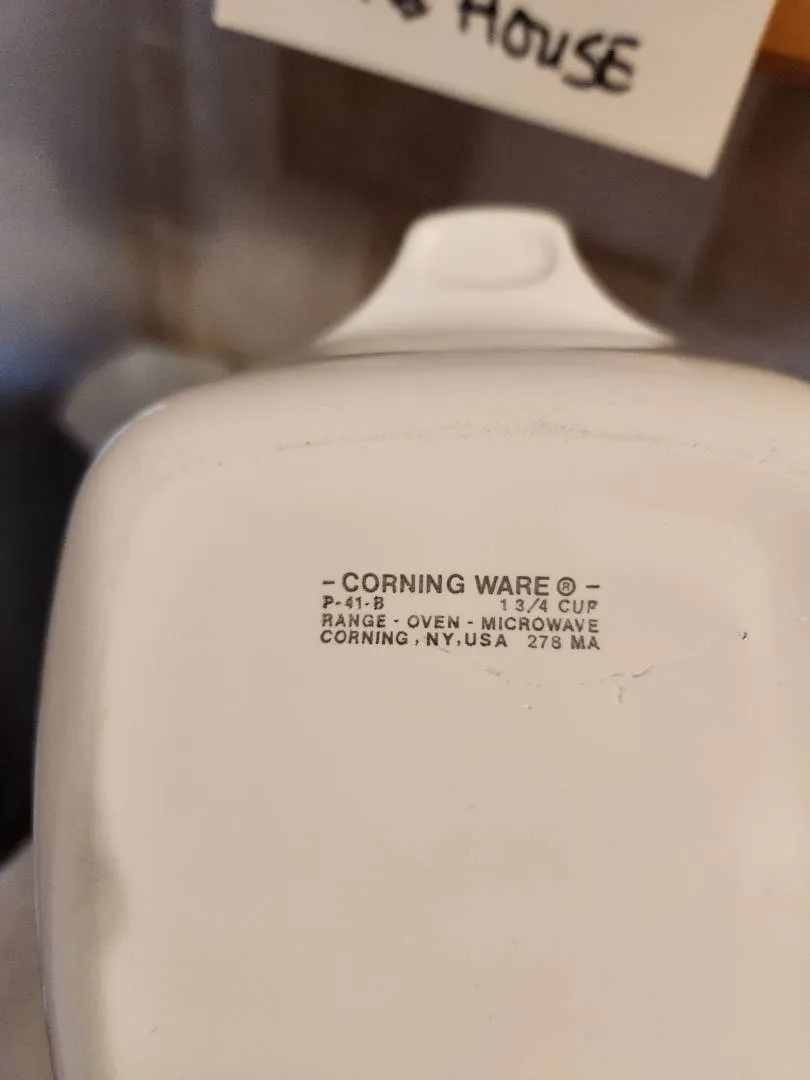 HOUSE
- CORNING WARE ® -
P-41-B 1 3/4 CUP
RANGE - OVEN - MICROWAVE
CORNING, NY, USA 278 MA